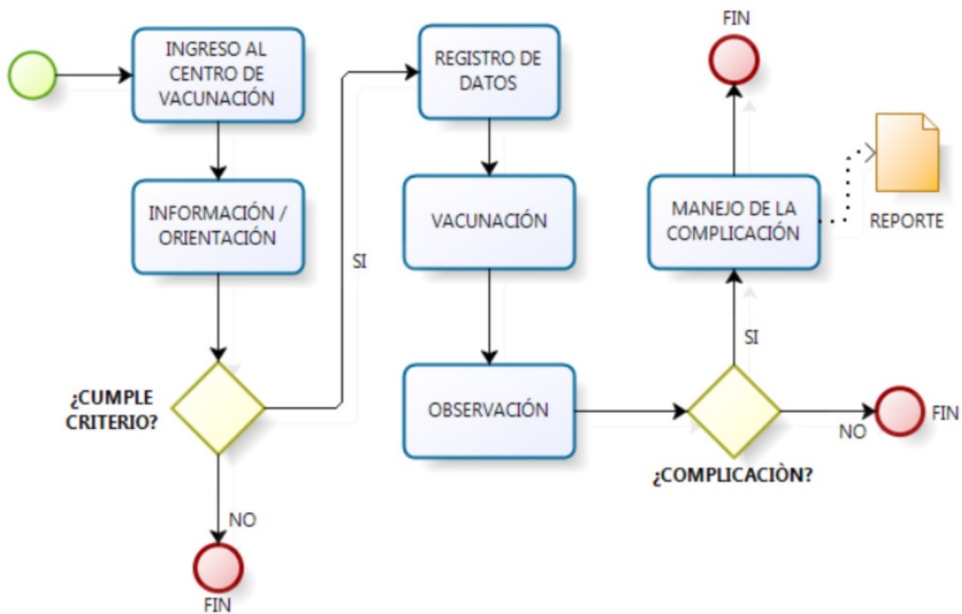 INGRESO AL
CENTRO DE
VACUNACIÓN
INFORMACIÓN /
ORIENTACIÓN
¿CUMPLE
CRITERIO?
NO
FIN
SI
REGISTRO DE
DATOS
VACUNACIÓN
OBSERVACIÓN
¿COMPLICACIÒN?
NO
FIN
SI
MANEJO DE LA
COMPLICACIÓN
REPORTE
FIN